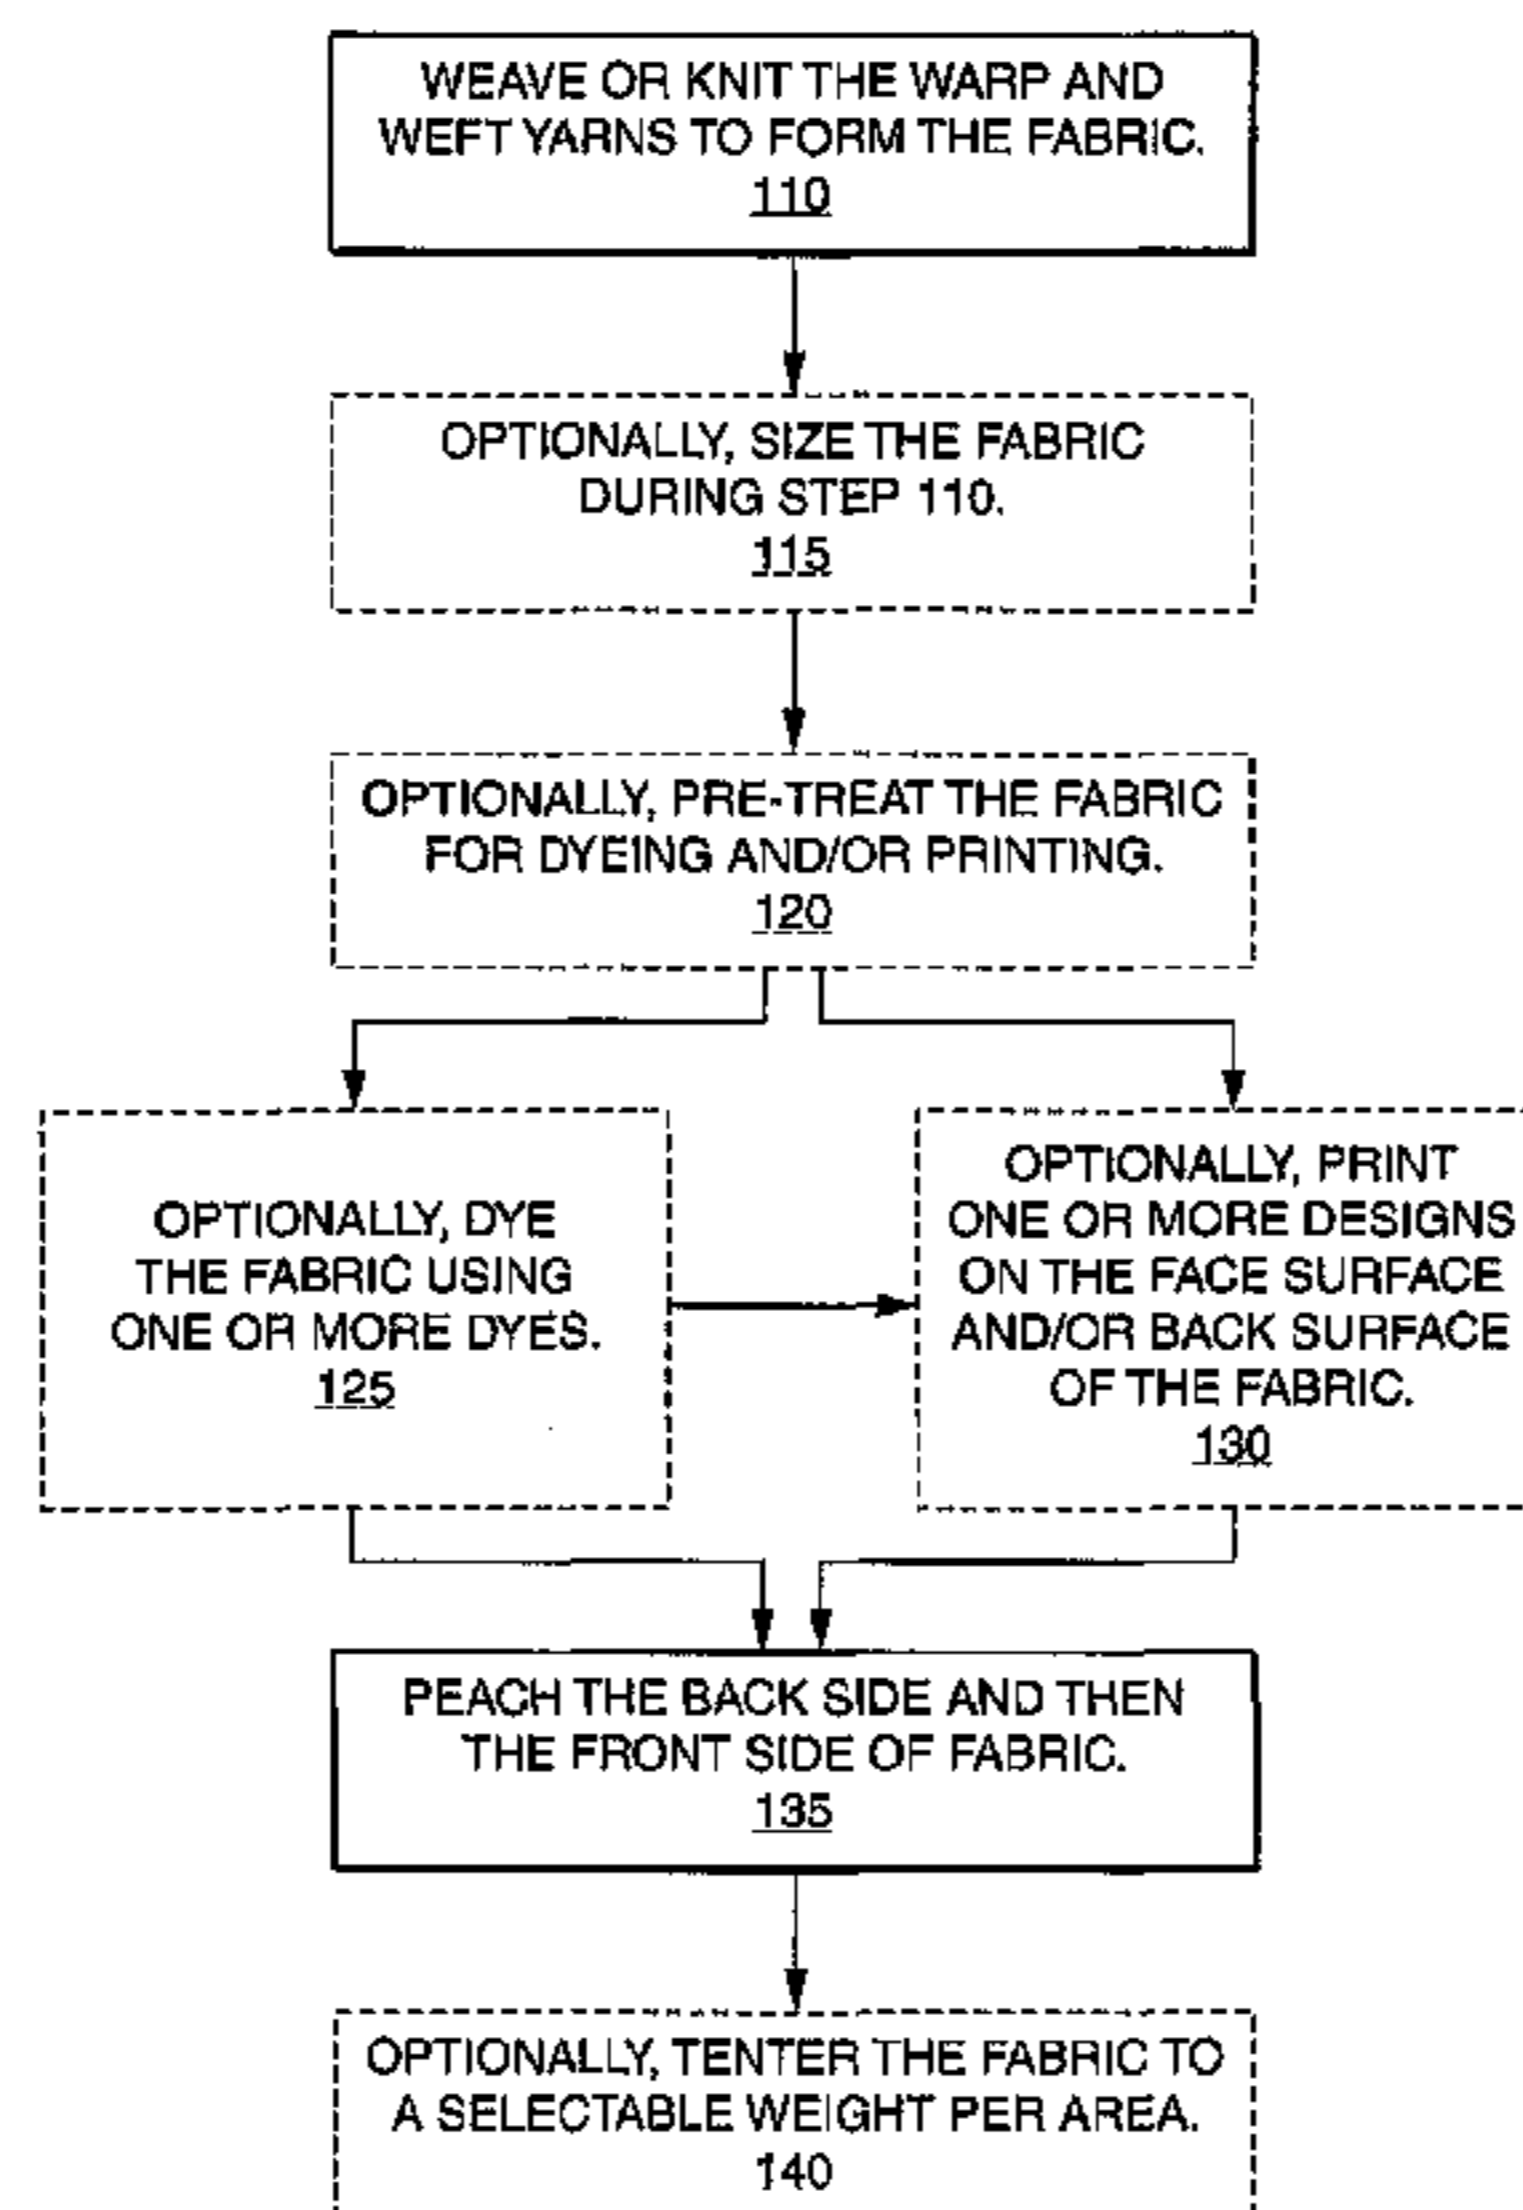 WEAVE OR KNIT THE WARP AND
WEFT YARNS TO FORM THE FABRIC.
110
OPTIONALLY, SIZE THE FABRIC
DURING STEP 110.
115
OPTIONALLY, PRE-TREAT THE FABRIC
FOR DYEING AND/OR PRINTING.
120
OPTIONALLY, DYE
THE FABRIC USING
ONE OR MORE DYES.
125
OPTIONALLY, PRINT
ONE OR MORE DESIGNS
ON THE FACE SURFACE
AND/OR BACK SURFACE
OF THE FABRIC.
130
PEACH THE BACK SIDE AND THEN
THE FRONT SIDE OF FABRIC.
135
OPTIONALLY, TENTER THE FABRIC TO
A SELECTABLE WEIGHT PER AREA.
140